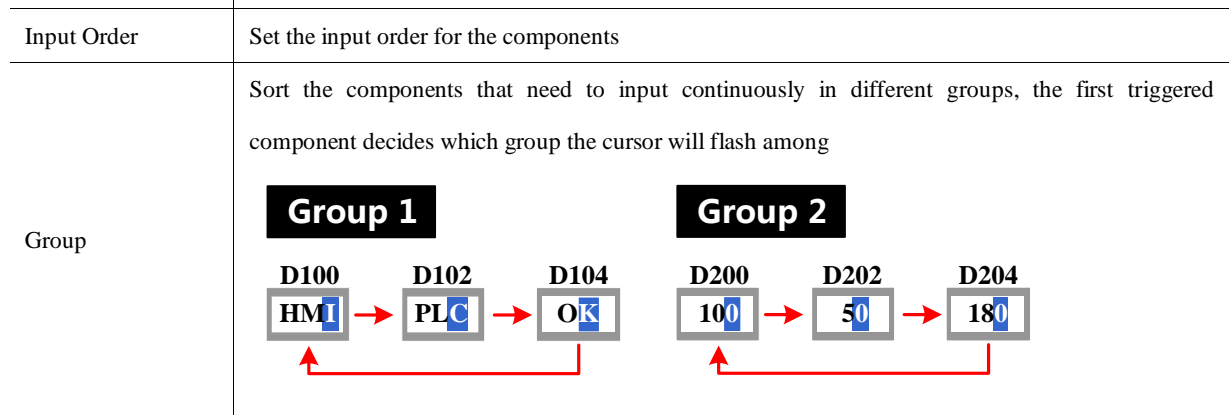 Input Order
Set the input order for the components
Group
Sort the components that need to input continuously in different groups, the first triggered
component decides which group the cursor will flash among
Group 1
Group 2
D100 D102 D104
HMI PLC OK
D200 D202 D204
100 50 180